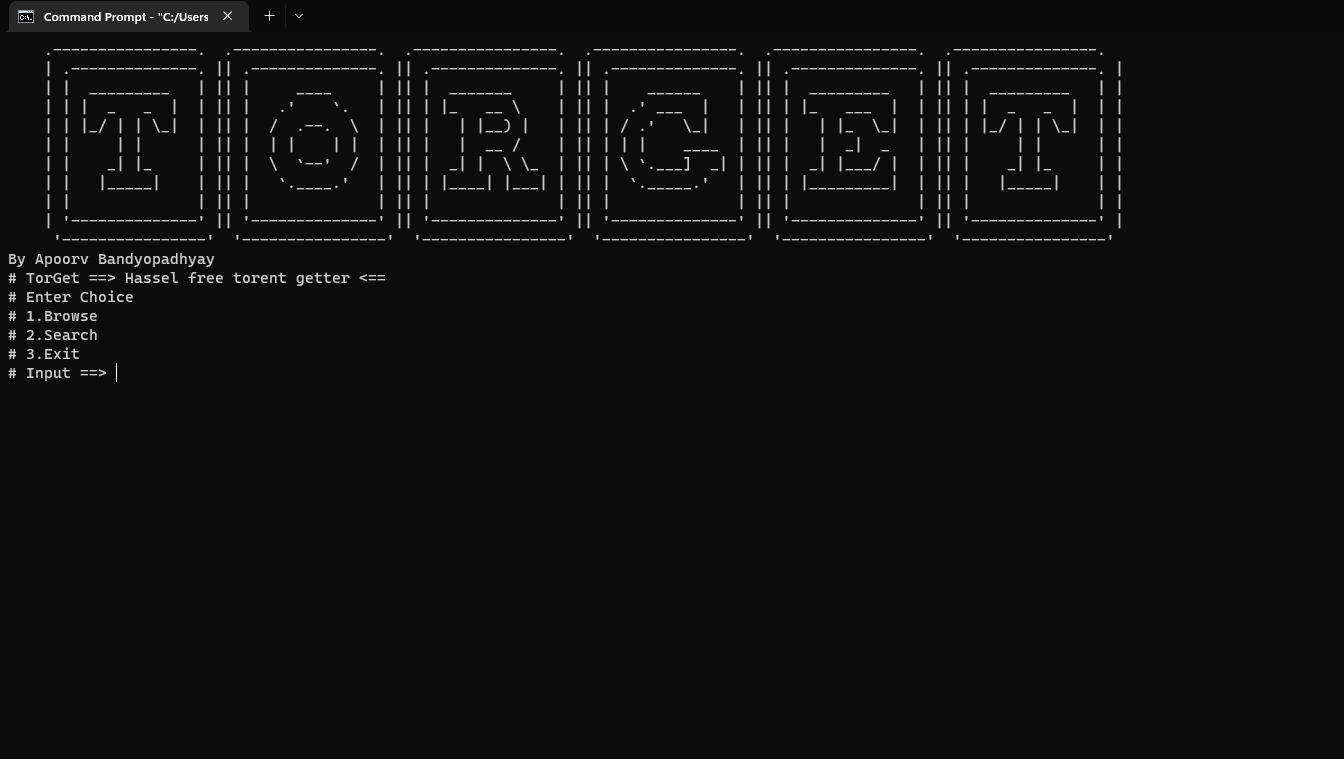 Command Prompt - "C:/Users
TORGET
By Apoorv Bandyopadhyay
# TorGet ==> Hassel free torent getter <==
# Enter Choice
# 1.Browse
# 2.Search
# 3.Exit
# Input ==>